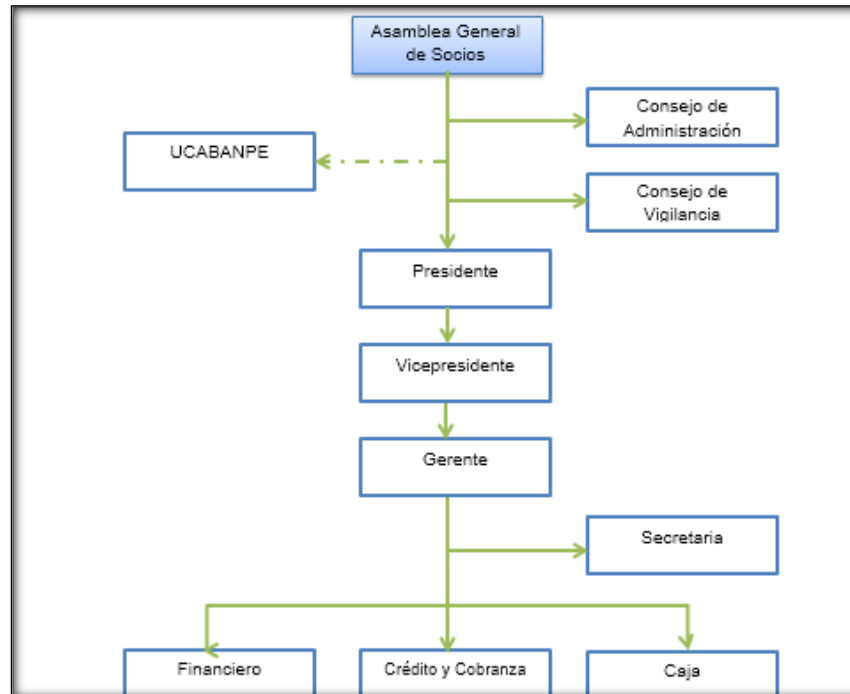 Asamblea General
de Socios
Consejo de
Administración
UCABANPE
Consejo de
Vigilancia
Presidente
Vicepresidente
Gerente
Secretaria
Financiero
Crédito y Cobranza
Caja